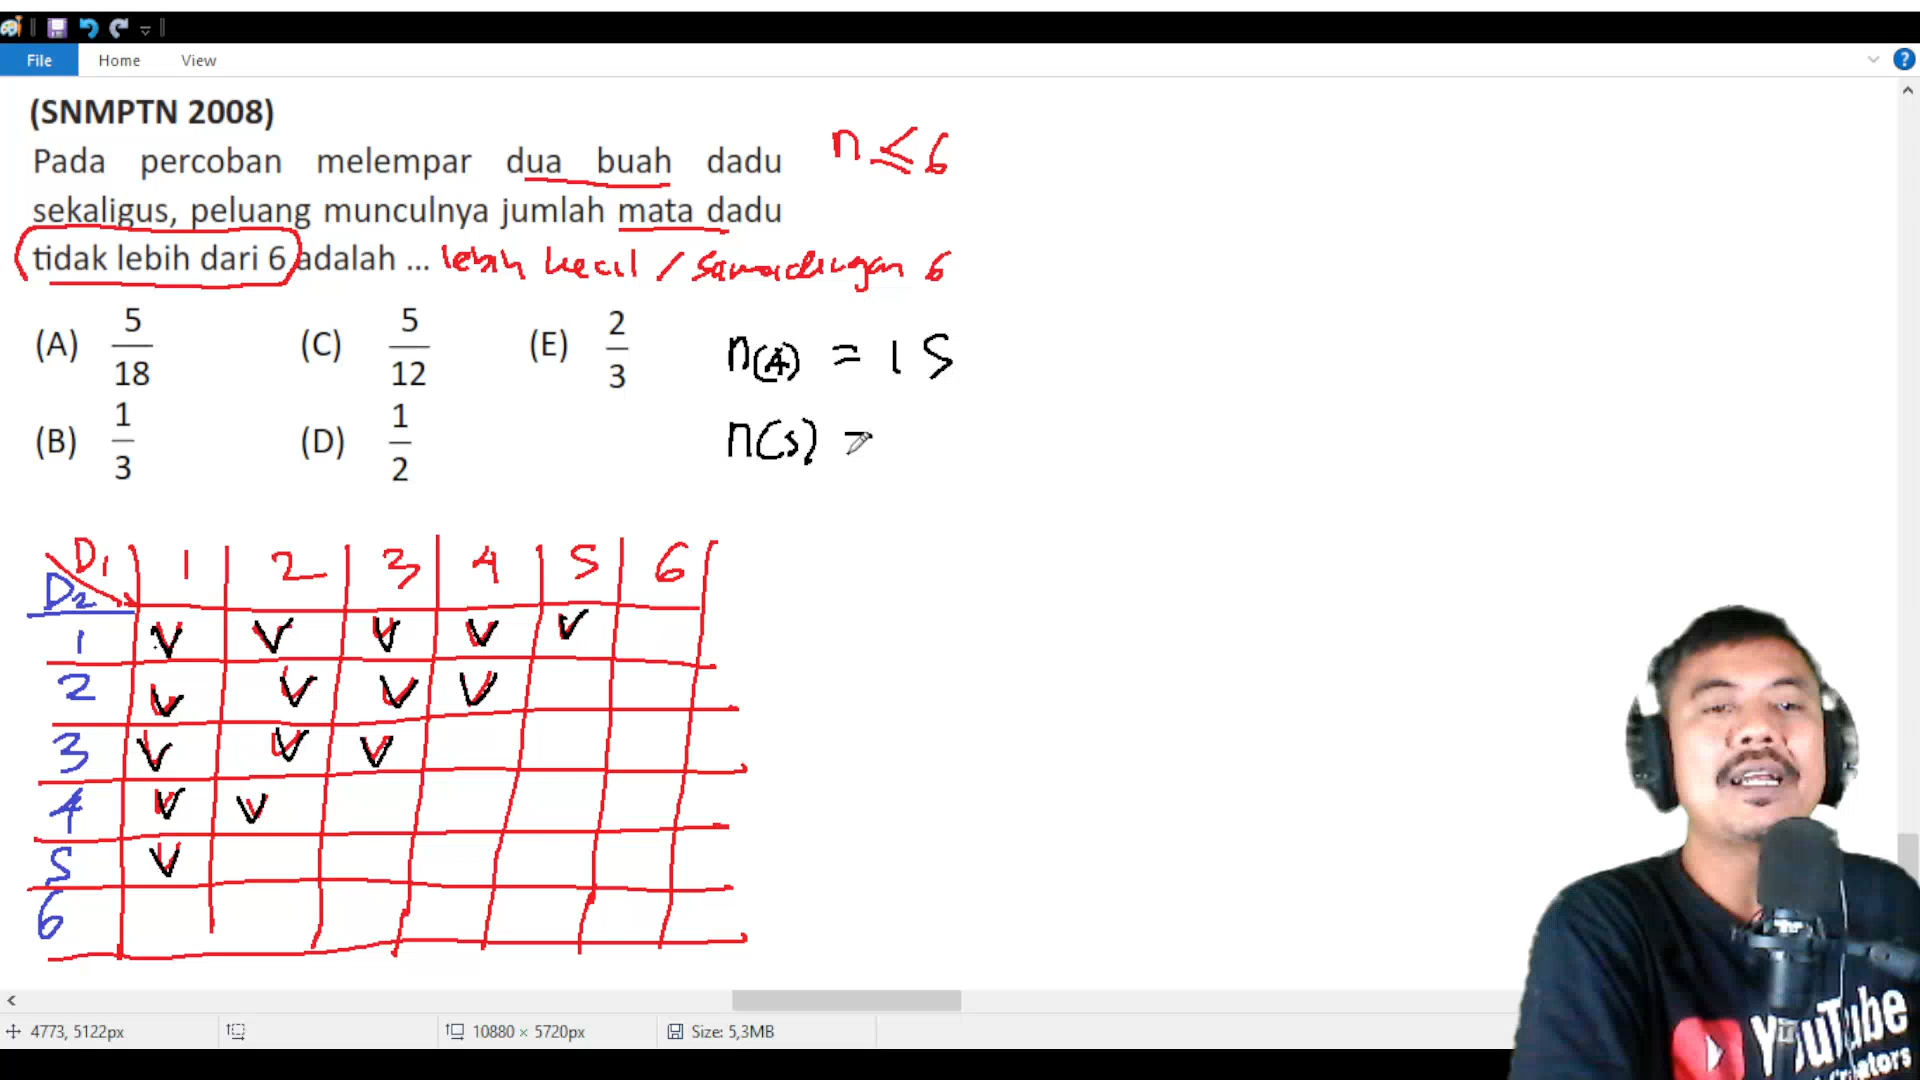 File Home View
(SNMPTN 2008)
Pada percoban melempar dua buah dadu
sekaligus, peluang munculnya jumlah mata dadu
tidak lebih dari 6 adalah ...
n ≤ 6
lebih kecil / samadengan 6
(A) 5/18 (C) 5/12 (E) 2/3
(B) 1/3 (D) 1/2
n(A) = 15
n(s) =
D1 1 2 3 4 5 6
D2
1 V V V V V
2 V V V V
3 V V V
4 V V
5 V
6
4773, 5122px 10880 × 5720px Size: 5,3MB
YouTube